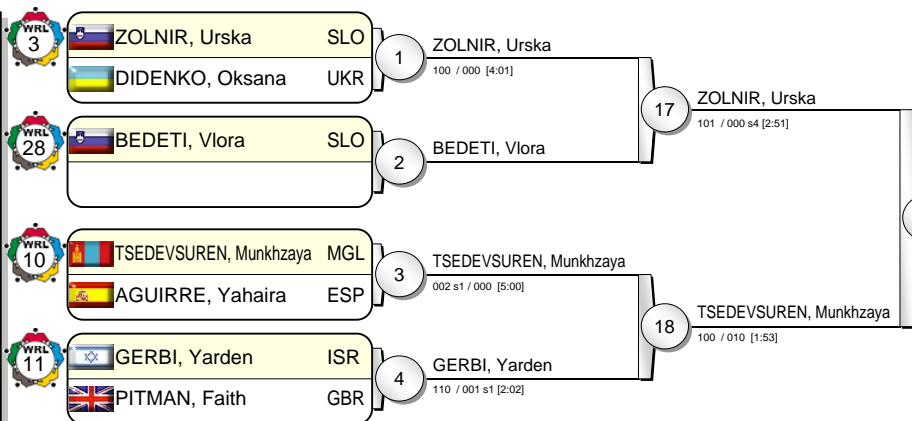 WRL
3
ZOLNIR, Urska SLO
DIDENKO, Oksana UKR
1
ZOLNIR, Urska
100 / 000 [4:01]
17
ZOLNIR, Urska
101 / 000 s4 [2:51]
WRL
28
BEDETI, Vlora SLO
2
BEDETI, Vlora
WRL
10
TSEDEVSUREN, Munkhzaya MGL
AGUIRRE, Yahaira ESP
3
TSEDEVSUREN, Munkhzaya
002 s1 / 000 [5:00]
18
TSEDEVSUREN, Munkhzaya
100 / 010 [1:53]
WRL
11
GERBI, Yarden ISR
PITMAN, Faith GBR
4
GERBI, Yarden
110 / 001 s1 [2:02]